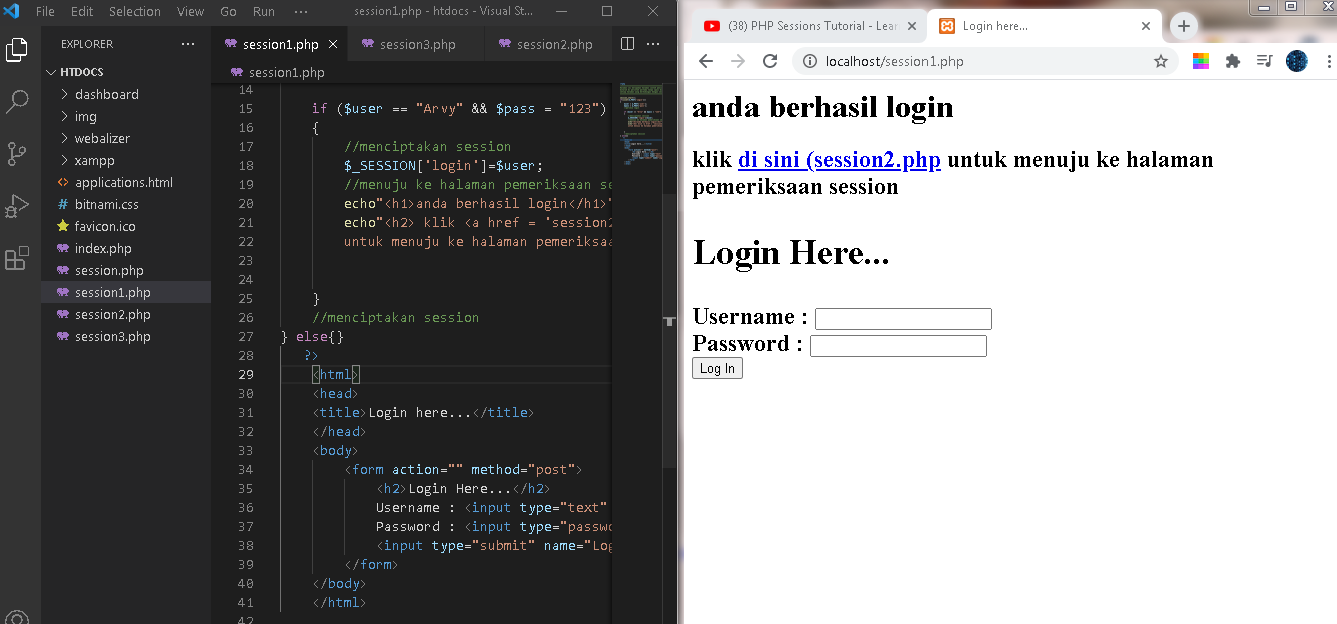 File Edit Selection View Go Run ··· session1.php - htdocs - Visual St...
EXPLORER ···
HTDOCS
dashboard
img
webalizer
xampp
applications.html
bitnami.css
favicon.ico
index.php
session.php
session1.php
session2.php
session3.php
session1.php session3.php session2.php ···
session1.php
14
15 if ($user == "Arvy" && $pass = "123")
16 {
17 //menciptakan session
18 $_SESSION['login']=$user;
19 //menuju ke halaman pemeriksaan se
20 echo"<h1>anda berhasil login</h1>"
21 echo"<h2> klik <a href = 'session2
22 untuk menuju ke halaman pemeriksaa
23
24
25 }
26 //menciptakan session
27 } else{}
28 ?>
29 <html>
30 <head>
31 <title>Login here...</title>
32 </head>
33 <body>
34 <form action="" method="post">
35 <h2>Login Here...</h2>
36 Username : <input type="text"
37 Password : <input type="passwo
38 <input type="submit" name="Log
39 </form>
40 </body>
41 </html>
42
(38) PHP Sessions Tutorial - Lear
Login here...
localhost/session1.php
anda berhasil login
klik di sini (session2.php untuk menuju ke halaman
pemeriksaan session
Login Here...
Username :
Password :
Log In